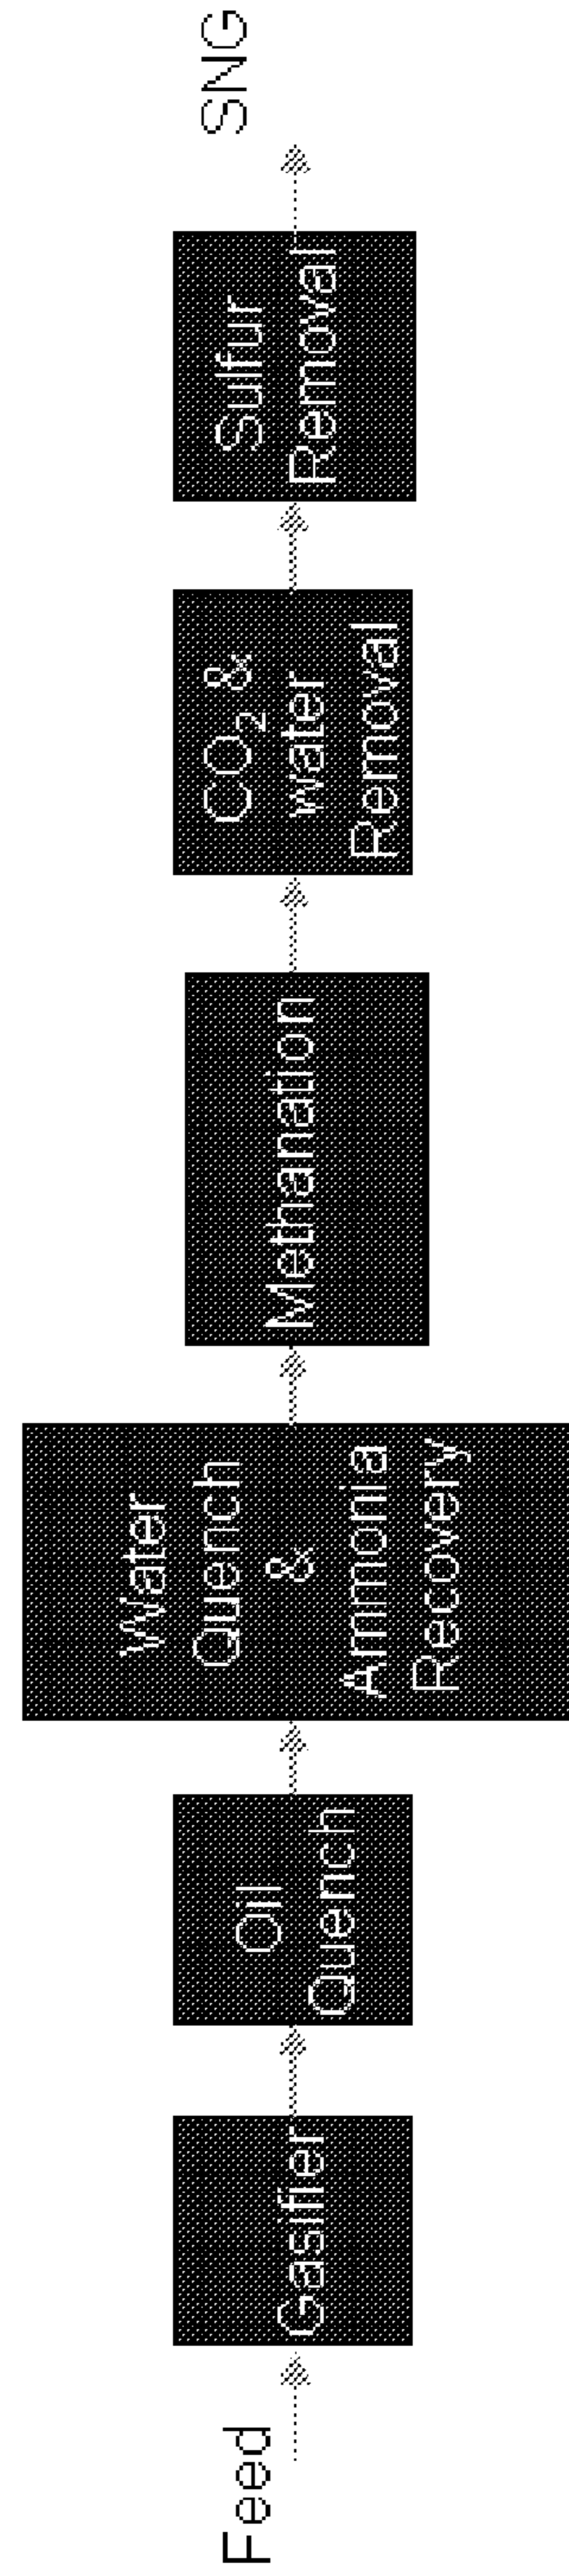 Feed
Gasifier
Oil
Quench
Water
Quench
&
Ammonia
Recovery
Methanation
CO₂ &
water
Removal
Sulfur
Removal
SNG